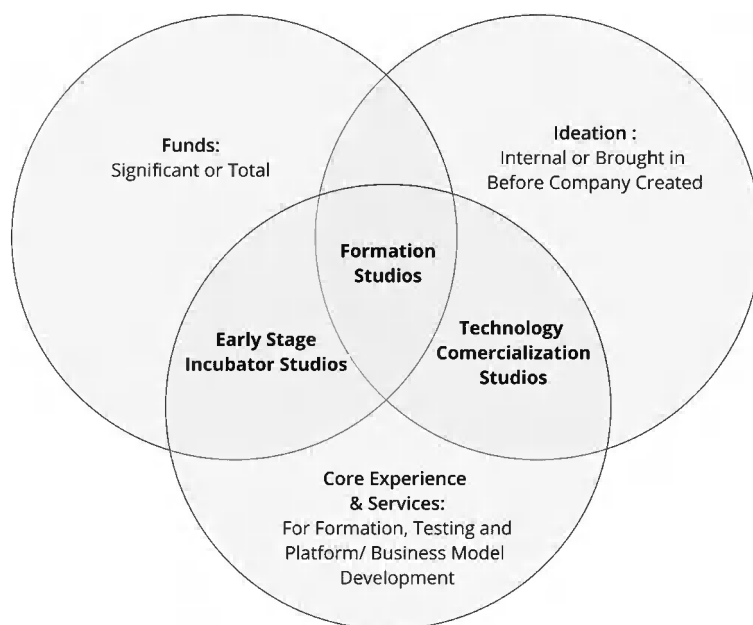 Funds:
Significant or Total
Ideation :
Internal or Brought in
Before Company Created
Formation
Studios
Early Stage
Incubator Studios
Technology
Comercialization
Studios
Core Experience
& Services:
For Formation, Testing and
Platform/ Business Model
Development